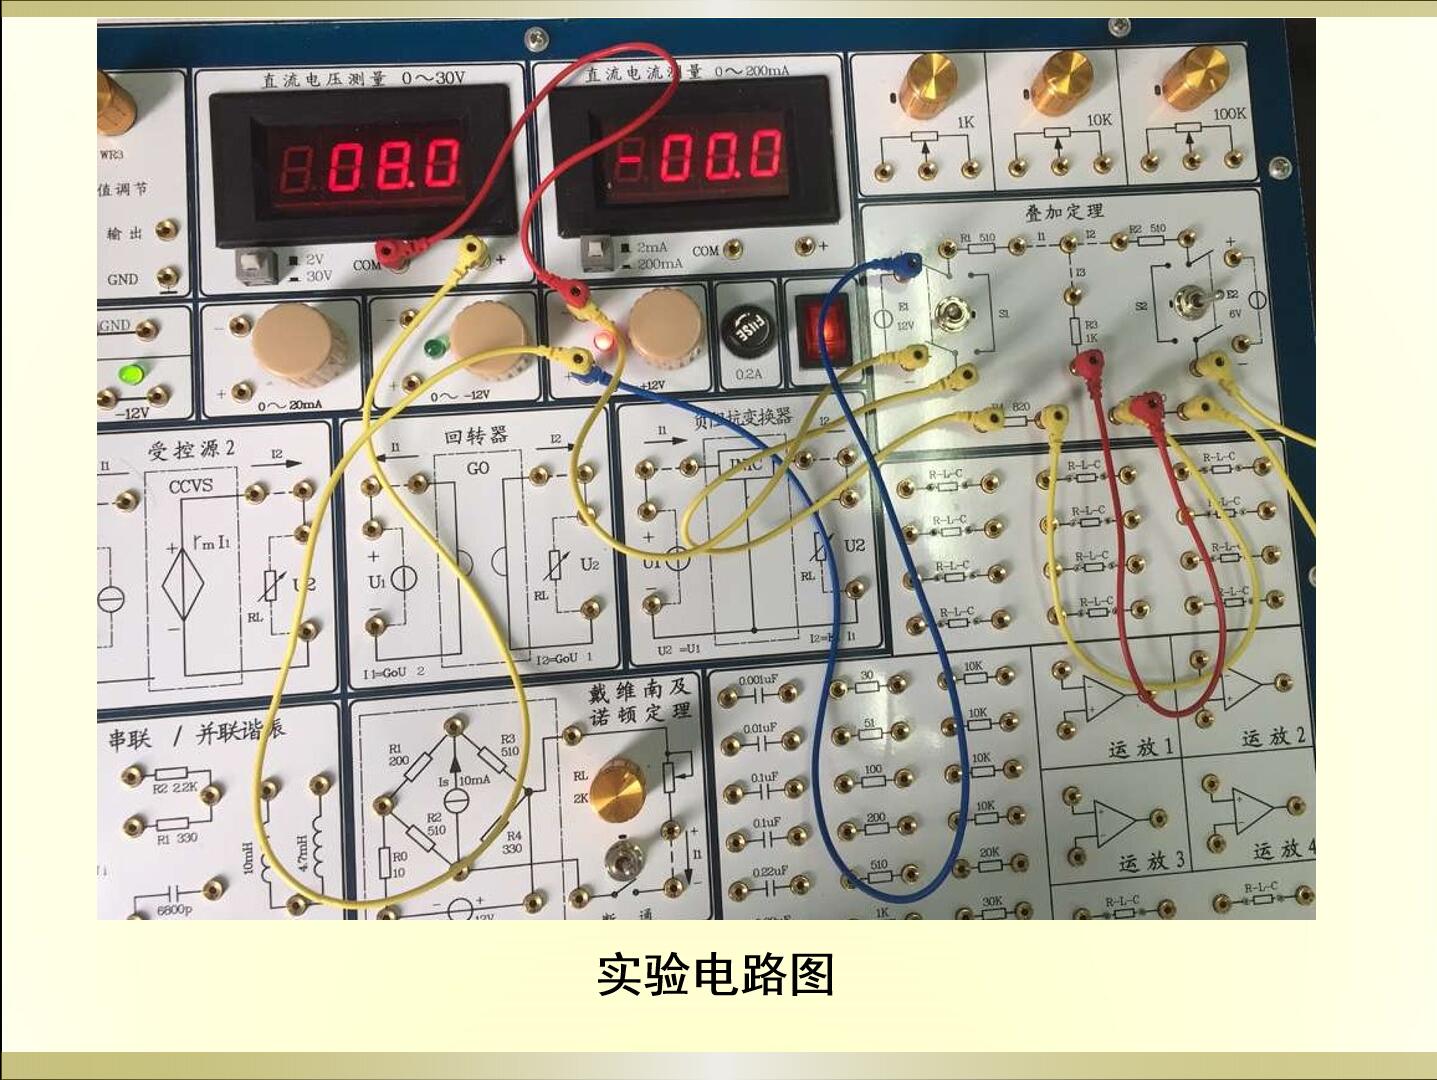 直流电压测量 0～30V
直流电流测量 0～200mA
08.0
-00.0
1K
10K
100K
WR3
值调节
输出
GND
2V
30V
COM
+
2mA
200mA
COM
+
叠加定理
R1 510
I1
I2
R2 510
I3
E1
12V
S1
R3
1K
S2
E2
6V
820
GND
-12V
0～20mA
0～-12V
+12V
FUSE
0.2A
受控源2
I1
I2
CCVS
rmI1
RL
U2
回转器
I1
I2
GO
U1
RL
U2
I1=GoU 2
I2=GoU 1
负阻抗变换器
I1
I2
INIC
U1
RL
U2
U2 =U1
R-L-C
R-L-C
R-L-C
R-L-C
R-L-C
R-L-C
R-L-C
R-L-C
R-L-C
R-L-C
R-L-C
R-L-C
串联 / 并联谐振
R2 2.2K
R1 330
10mH
4.7mH
6800p
戴维南及
诺顿定理
R1
200
R3
510
Is 10mA
R2
510
R4
330
R0
10
12V
RL
2K
I1
断 通
0.001uF
0.01uF
0.1uF
0.1uF
0.22uF
30
51
100
200
510
1K
10K
10K
10K
10K
20K
30K
运放1
运放2
运放3
运放4
R-L-C
R-L-C
实验电路图